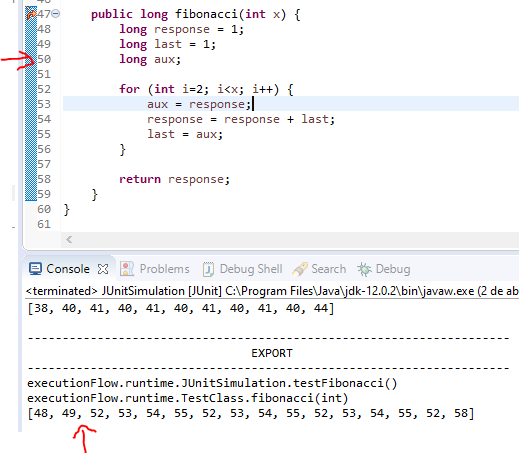 47 public long fibonacci(int x) {
48 long response = 1;
49 long last = 1;
50 long aux;
51
52 for (int i=2; i<x; i++) {
53 aux = response;
54 response = response + last;
55 last = aux;
56 }
57
58 return response;
59 }
60 }
61
Console Problems Debug Shell Search Debug
<terminated> JUnitSimulation [JUnit] C:\Program Files\Java\jdk-12.0.2\bin\javaw.exe (2 de ab
[38, 40, 41, 40, 41, 40, 41, 40, 41, 40, 44]
---------------------------------------------------------------------
EXPORT
---------------------------------------------------------------------
executionFlow.runtime.JUnitSimulation.testFibonacci()
executionFlow.runtime.TestClass.fibonacci(int)
[48, 49, 52, 53, 54, 55, 52, 53, 54, 55, 52, 53, 54, 55, 52, 58]